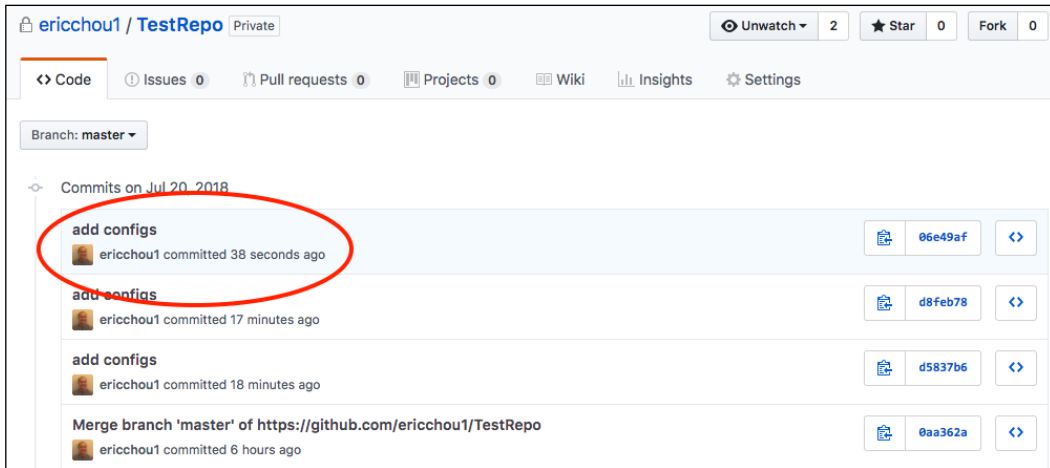 ericchou1 / TestRepo Private Unwatch 2 Star 0 Fork 0
<> Code Issues 0 Pull requests 0 Projects 0 Wiki Insights Settings
Branch: master
Commits on Jul 20, 2018
add configs
ericchou1 committed 38 seconds ago
06e49af <>
add configs
ericchou1 committed 17 minutes ago
d8feb78 <>
add configs
ericchou1 committed 18 minutes ago
d5837b6 <>
Merge branch 'master' of https://github.com/ericchou1/TestRepo
ericchou1 committed 6 hours ago
0aa362a <>